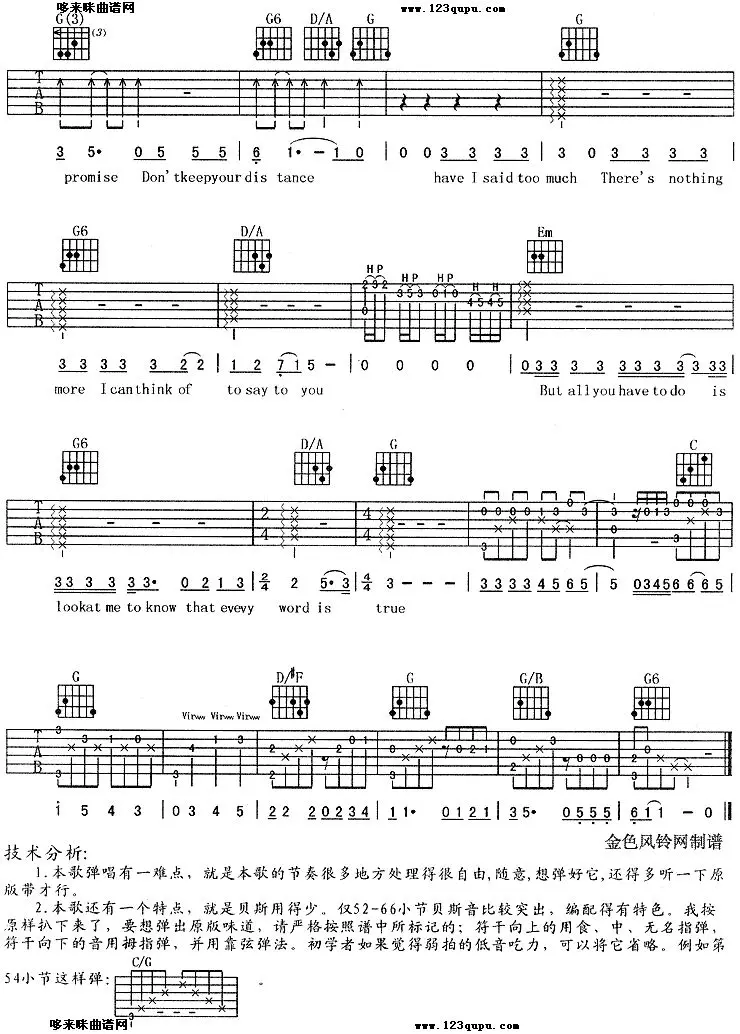 哆来咪曲谱网 www.123qupu.com
G(3) G6 D/A G G
(3)
T A B
3 5· 0 5 5 5 | 6 1· - 1 0 | 0 0 3 3 3 3 | 3 0 3 3 3 3
promise Don'tkeepyour dis tance have I said too much There's nothing
G6 D/A Em
H P H P H P H H
T A B
3 3 3 3 3 2 2 | 1 2 7 1 5 - | 0 0 0 0 | 0 3 3 3 3 3 3 3 3 3 3 3
more I canthink of to say to you But all you have to do is
G6 D/A G C
T A B
3 3 3 3 3 3· 0 2 1 3 | 2/4 2 5·3 | 4/4 3 - - - | 3 3 3 3 4 5 6 5 | 5 0 3 4 5 6 6 6 5
lookat me to know that evevy word is true
G D/#F G G/B G6
Virww Virww Virww
T A B
1 5 4 3 | 0 3 4 5 | 2 2 2 0 2 3 4 | 1 1· 0 1 2 1 | 3 5· 0 5 5 5 | 6 1 1 - 0
金色风铃网制谱
技术分析:
1.本歌弹唱有一难点，就是本歌的节奏很多地方处理得很自由,随意,想弹好它,还得多听一下原
版带才行。
2.本歌还有一个特点，就是贝斯用得少。仅52-66小节贝斯音比较突出，编配得有特色。我按
原样扒下来了，要想弹出原版味道，请严格按照谱中所标记的；符干向上的用食、中、无名指弹，
符干向下的音用拇指弹，并用靠弦弹法。初学者如果觉得弱拍的低音吃力，可以将它省略。例如第
C/G
54小节这样弹: 。
哆来咪曲谱网 www.123qupu.com